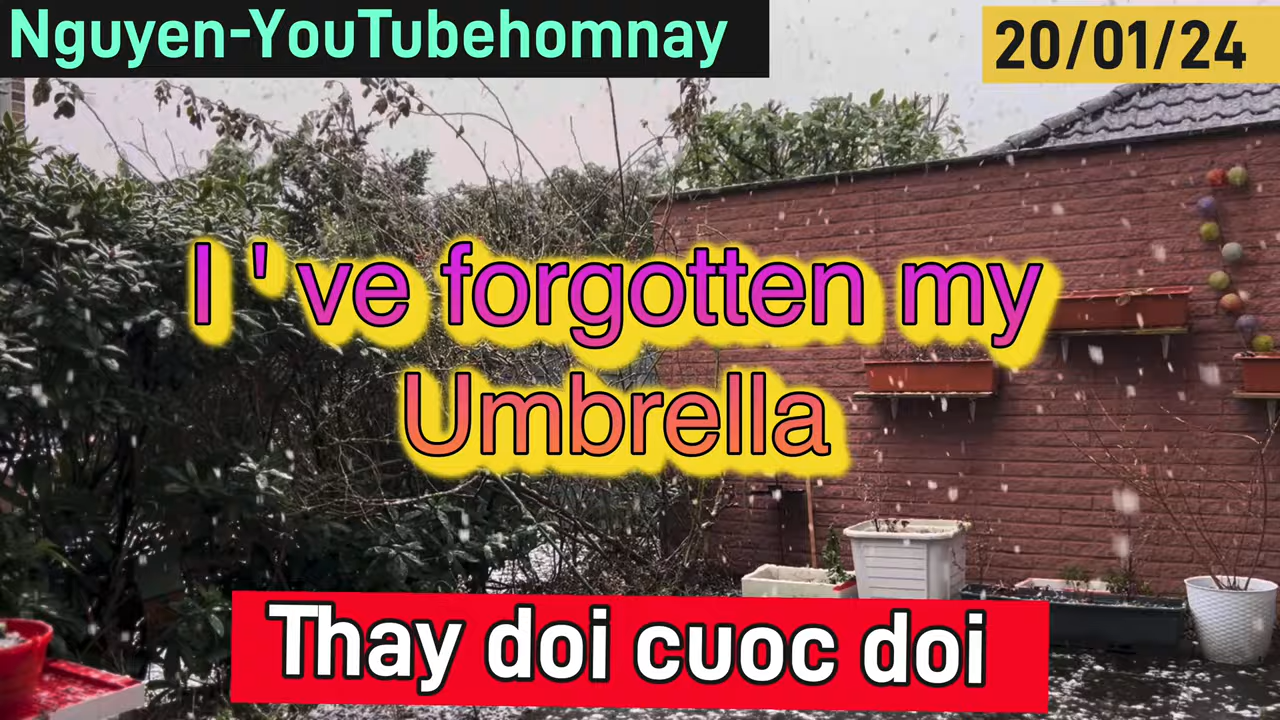 Nguyen-YouTubehomnay
20/01/24
I ' ve forgotten my
Umbrella
Thay doi cuoc doi